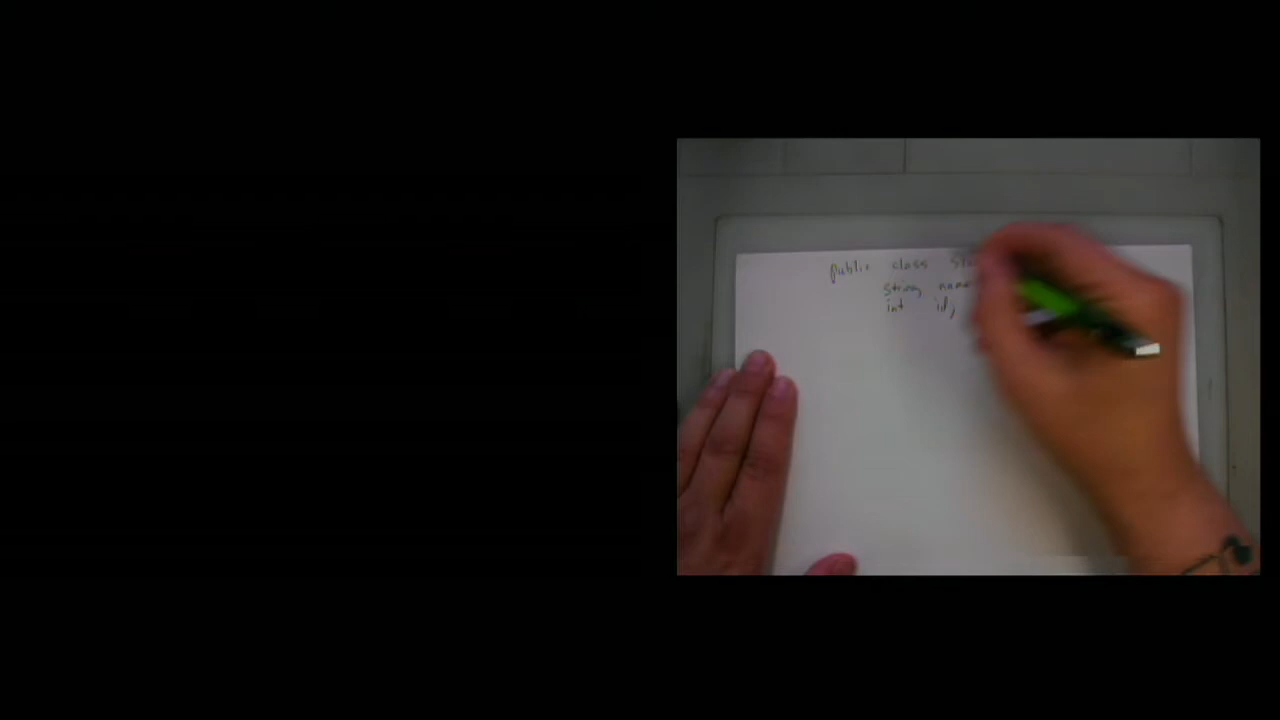 public class
string name
int id;